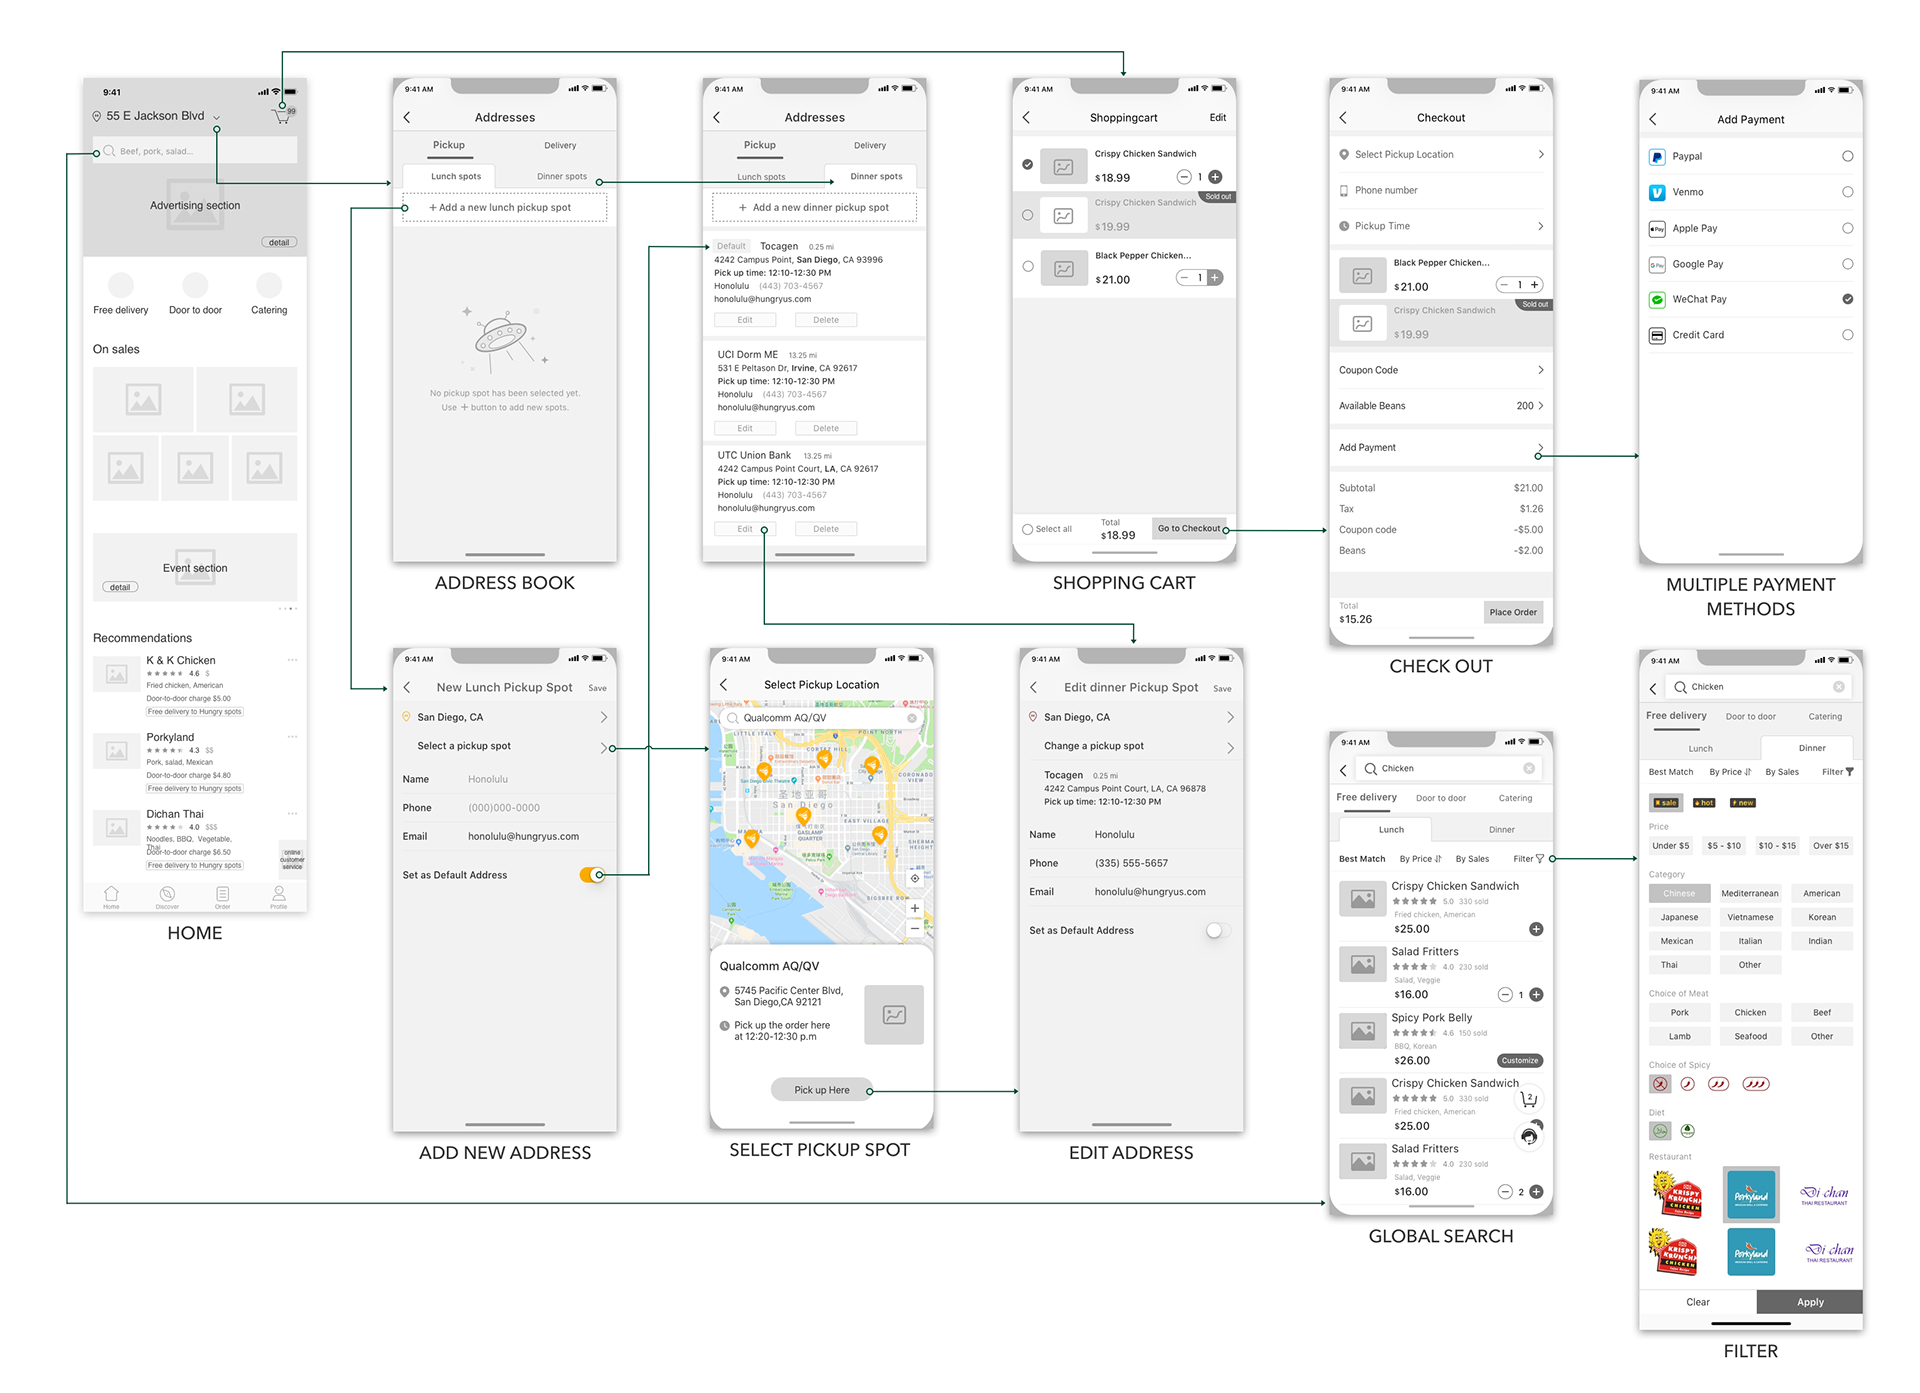 9:41
55 E Jackson Blvd
99
Beef, pork, salad...
Advertising section
detail
Free delivery
Door to door
Catering
On sales
Event section
detail
Recommendations
K & K Chicken
4.6 $
Fried chicken, American
Door-to-door charge $5.00
Free delivery to Hungry spots
Porkyland
4.3 $$
Pork, salad, Mexican
Door-to-door charge $4.80
Free delivery to Hungry spots
Dichan Thai
4.0 $$$
Noodles, BBQ, Vegetable,
Thai
Door-to-door charge $6.50
Free delivery to Hungry spots
online
customer
service
Home
Discover
Order
Profile
HOME
9:41 AM
Addresses
Pickup
Delivery
Lunch spots
Dinner spots
+ Add a new lunch pickup spot
No pickup spot has been selected yet.
Use + button to add new spots.
ADDRESS BOOK
9:41 AM
Addresses
Pickup
Delivery
Lunch spots
Dinner spots
+ Add a new dinner pickup spot
Default Tocagen 0.25 mi
4242 Campus Point, San Diego, CA 93996
Pick up time: 12:10-12:30 PM
Honolulu (443) 703-4567
honolulu@hungryus.com
Edit
Delete
UCI Dorm ME 13.25 mi
531 E Peltason Dr, Irvine, CA 92617
Pick up time: 12:10-12:30 PM
Honolulu (443) 703-4567
honolulu@hungryus.com
Edit
Delete
UTC Union Bank 13.25 mi
4242 Campus Point Court, LA, CA 92617
Pick up time: 12:10-12:30 PM
Honolulu (443) 703-4567
honolulu@hungryus.com
Edit
Delete
9:41 AM
Shoppingcart
Edit
Crispy Chicken Sandwich
$18.99
1
Sold out
Crispy Chicken Sandwich
$19.99
Black Pepper Chicken...
$21.00
1
Select all
Total
$18.99
Go to Checkout
SHOPPING CART
9:41 AM
Checkout
Select Pickup Location
Phone number
Pickup Time
Black Pepper Chicken...
$21.00
1
Sold out
Crispy Chicken Sandwich
$19.99
Coupon Code
Available Beans 200
Add Payment
Subtotal $21.00
Tax $1.26
Coupon code -$5.00
Beans -$2.00
Total
$15.26
Place Order
CHECK OUT
9:41 AM
Add Payment
Paypal
Venmo
Pay
Apple Pay
G Pay
Google Pay
WeChat Pay
Credit Card
MULTIPLE PAYMENT
METHODS
9:41 AM
New Lunch Pickup Spot
Save
San Diego, CA
Select a pickup spot
Name Honolulu
Phone (000)000-0000
Email honolulu@hungryus.com
Set as Default Address
ADD NEW ADDRESS
9:41 AM
Select Pickup Location
Qualcomm AQ/QV
LITTLE ITALY
CORTEZ HILL
圣地亚哥
San Diego
GASLAMP
QUARTER
EAST VILLAGE
MARINA
Qualcomm AQ/QV
5745 Pacific Center Blvd,
San Diego,CA 92121
Pick up the order here
at 12:20-12:30 p.m
Pick up Here
SELECT PICKUP SPOT
9:41 AM
Edit dinner Pickup Spot
Save
San Diego, CA
Change a pickup spot
Tocagen 0.25 mi
4242 Campus Point Court, LA, CA 96878
Pick up time: 12:10-12:30 PM
Name Honolulu
Phone (335) 555-5657
Email honolulu@hungryus.com
Set as Default Address
EDIT ADDRESS
9:41 AM
Chicken
Free delivery
Door to door
Catering
Lunch
Dinner
Best Match
By Price
By Sales
Filter
Crispy Chicken Sandwich
5.0 330 sold
Fried chicken, American
$25.00
Salad Fritters
4.0 230 sold
Salad, Veggie
$16.00
1
Spicy Pork Belly
4.6 150 sold
BBQ, Korean
$26.00
Customize
Crispy Chicken Sandwich
5.0 330 sold
Fried chicken, American
$25.00
2
Salad Fritters
4.0 230 sold
Salad, Veggie
$16.00
2
GLOBAL SEARCH
9:41 AM
Chicken
Free delivery
Door to door
Catering
Lunch
Dinner
Best Match
By Price
By Sales
Filter
sale
hot
new
Price
Under $5
$5 - $10
$10 - $15
Over $15
Category
Chinese
Mediterranean
American
Japanese
Vietnamese
Korean
Mexican
Italian
Indian
Thai
Other
Choice of Meat
Pork
Chicken
Beef
Lamb
Seafood
Other
Choice of Spicy
Diet
Restaurant
KRISPY
KRUNCHY
CHICKEN
Porkyland
Di chan
THAI RESTAURANT
KRISPY
KRUNCHY
CHICKEN
Porkyland
Di chan
THAI RESTAURANT
Clear
Apply
FILTER